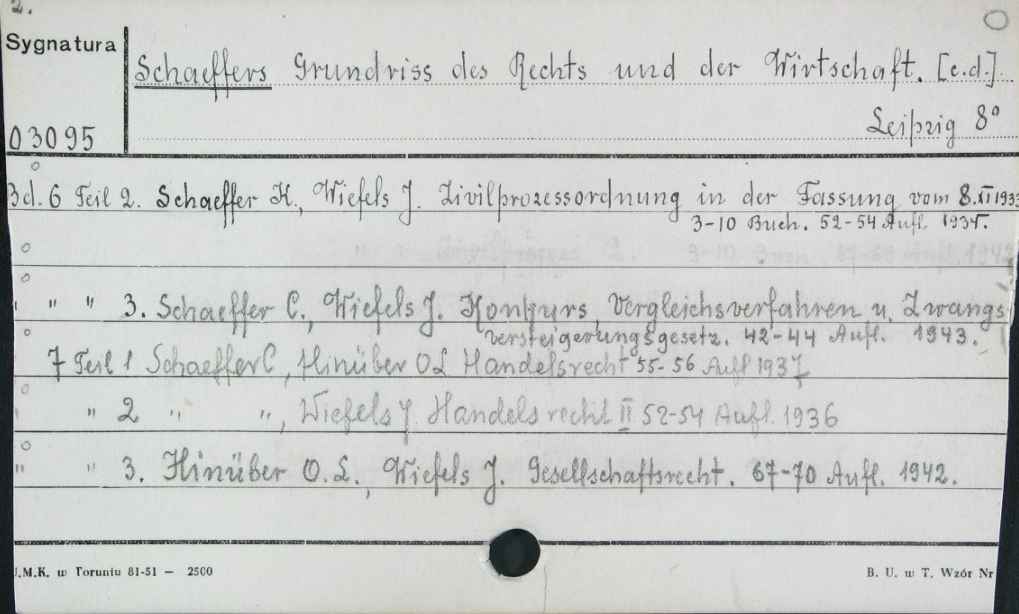 2.
Sygnatura
Schaeffers Grundriss des Rechts und der Wirtschaft. [c.d.]
Leipzig 8°
03095
Bd. 6 Teil 2. Schaeffer K., Wiefels J. Zivilprozessordnung in der Fassung vom 8.XI 1933
3-10 Buch. 52-54 Aufl. 1935.
" " 3. Schaeffer C., Wiefels J. Konkurs, Vergleichsverfahren u. Zwangs
versteigerungsgesetz. 42-44 Aufl. 1943.
7 Teil 1 Schaeffer C, Hinüber OL Handelsrecht 55-56 Aufl 1937
" 2 " ", Wiefels J. Handelsrecht II 52-54 Aufl. 1936
" " 3. Hinüber O.L., Wiefels J. Gesellschaftsrecht. 67-70 Aufl. 1942.
U.M.K. w Toruniu 81-51 — 2500
B. U. w T. Wzór Nr